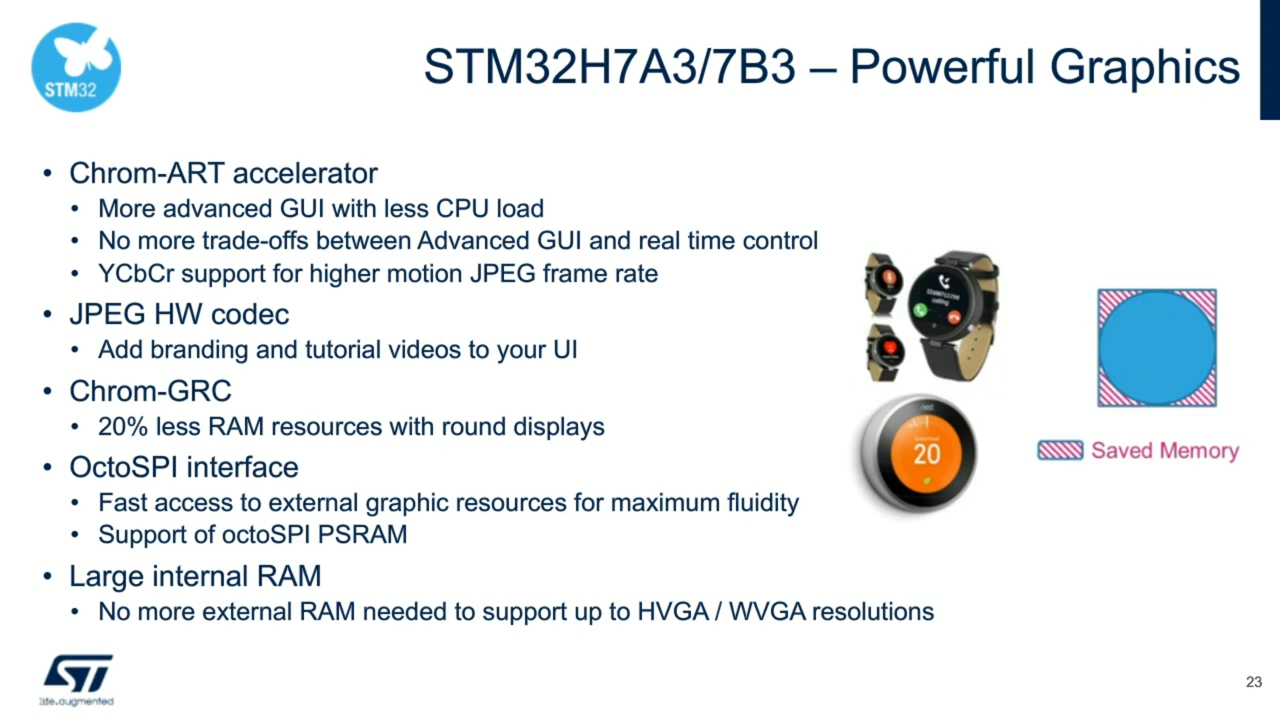 STM32
STM32H7A3/7B3 – Powerful Graphics
• Chrom-ART accelerator
• More advanced GUI with less CPU load
• No more trade-offs between Advanced GUI and real time control
• YCbCr support for higher motion JPEG frame rate
• JPEG HW codec
• Add branding and tutorial videos to your UI
• Chrom-GRC
• 20% less RAM resources with round displays
• OctoSPI interface
• Fast access to external graphic resources for maximum fluidity
• Support of octoSPI PSRAM
• Large internal RAM
• No more external RAM needed to support up to HVGA / WVGA resolutions
calling
nest
20
Saved Memory
ST
life.augmented
23